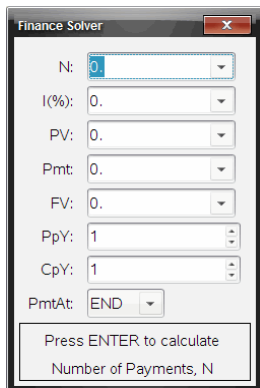 Finance Solver
N: 0.
I(%): 0.
PV: 0.
Pmt: 0.
FV: 0.
PpY: 1
CpY: 1
PmtAt: END
Press ENTER to calculate
Number of Payments, N